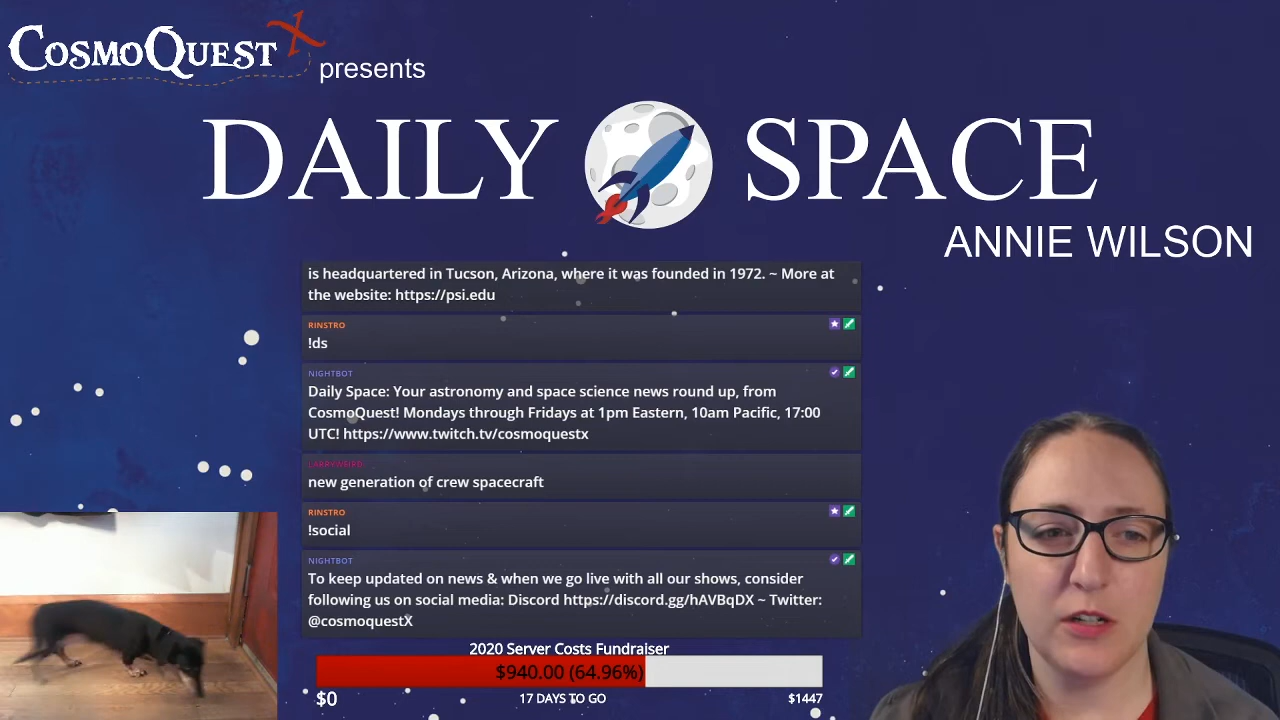 COSMOQUEST X
presents
DAILY SPACE
ANNIE WILSON
is headquartered in Tucson, Arizona, where it was founded in 1972. ~ More at
the website: https://psi.edu
RINSTRO
!ds
NIGHTBOT
Daily Space: Your astronomy and space science news round up, from
CosmoQuest! Mondays through Fridays at 1pm Eastern, 10am Pacific, 17:00
UTC! https://www.twitch.tv/cosmoquestx
LARRYWEIRD
new generation of crew spacecraft
RINSTRO
!social
NIGHTBOT
To keep updated on news & when we go live with all our shows, consider
following us on social media: Discord https://discord.gg/hAVBqDX ~ Twitter:
@cosmoquestX
2020 Server Costs Fundraiser
$940.00 (64.96%)
$0
17 DAYS TO GO
$1447